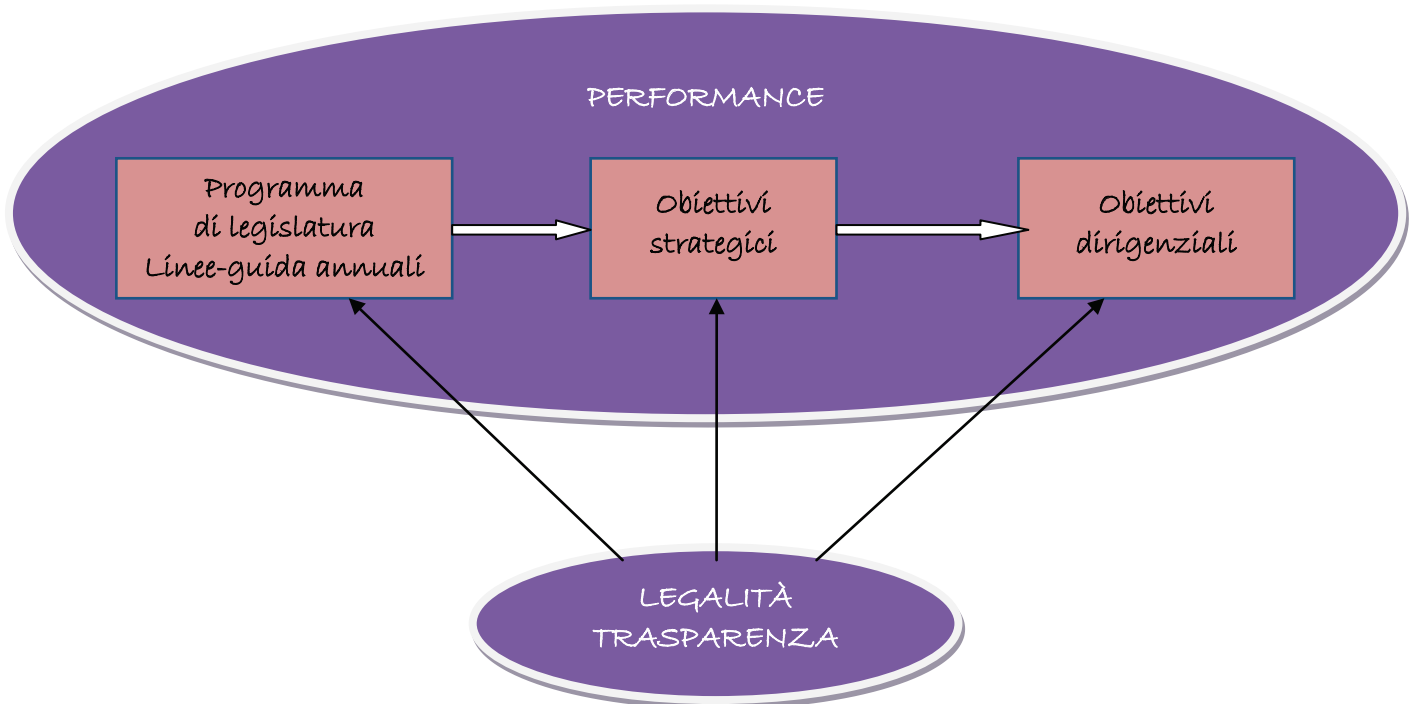 PERFORMANCE
Programma
di legislatura
Linee-guida annuali
Obiettivi
strategici
Obiettivi
dirigenziali
LEGALITÀ
TRASPARENZA